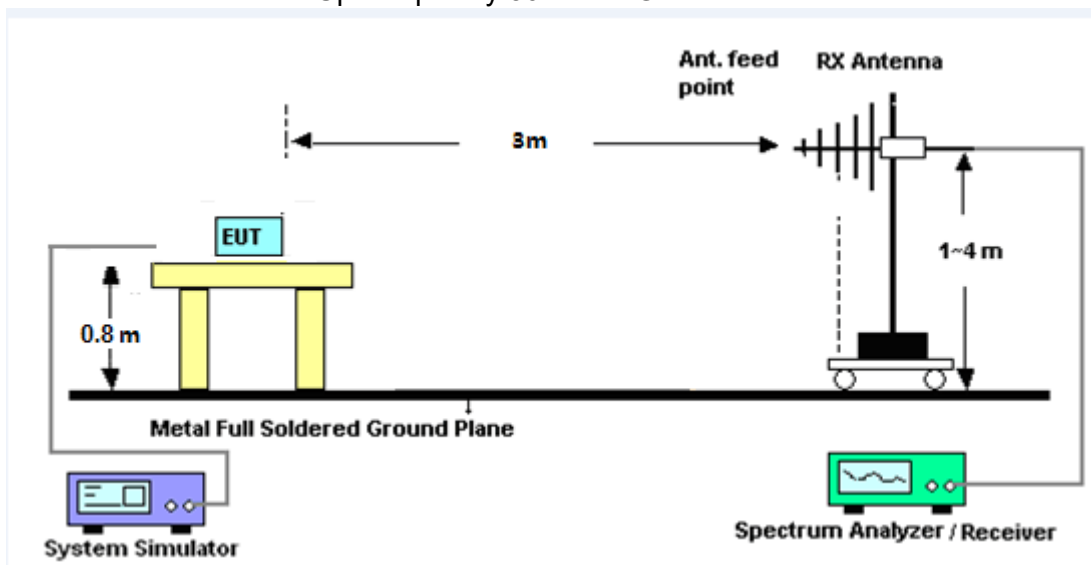 Ant. feed
point
RX Antenna
3m
EUT
1~4 m
0.8 m
Metal Full Soldered Ground Plane
System Simulator
Spectrum Analyzer / Receiver